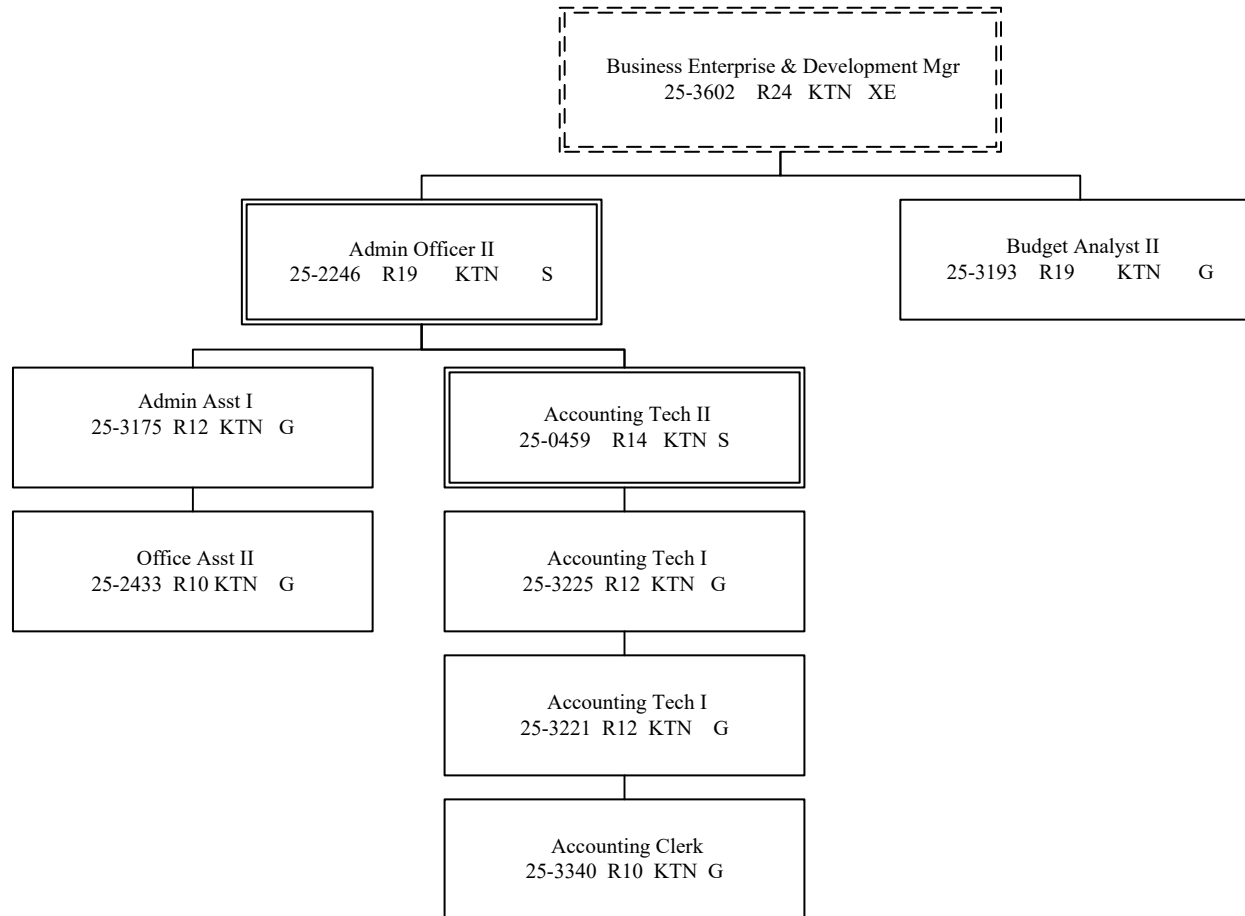 Business Enterprise & Development Mgr
25-3602 R24 KTN XE
Admin Officer II
25-2246 R19 KTN S
Budget Analyst II
25-3193 R19 KTN G
Admin Asst I
25-3175 R12 KTN G
Accounting Tech II
25-0459 R14 KTN S
Office Asst II
25-2433 R10 KTN G
Accounting Tech I
25-3225 R12 KTN G
Accounting Tech I
25-3221 R12 KTN G
Accounting Clerk
25-3340 R10 KTN G